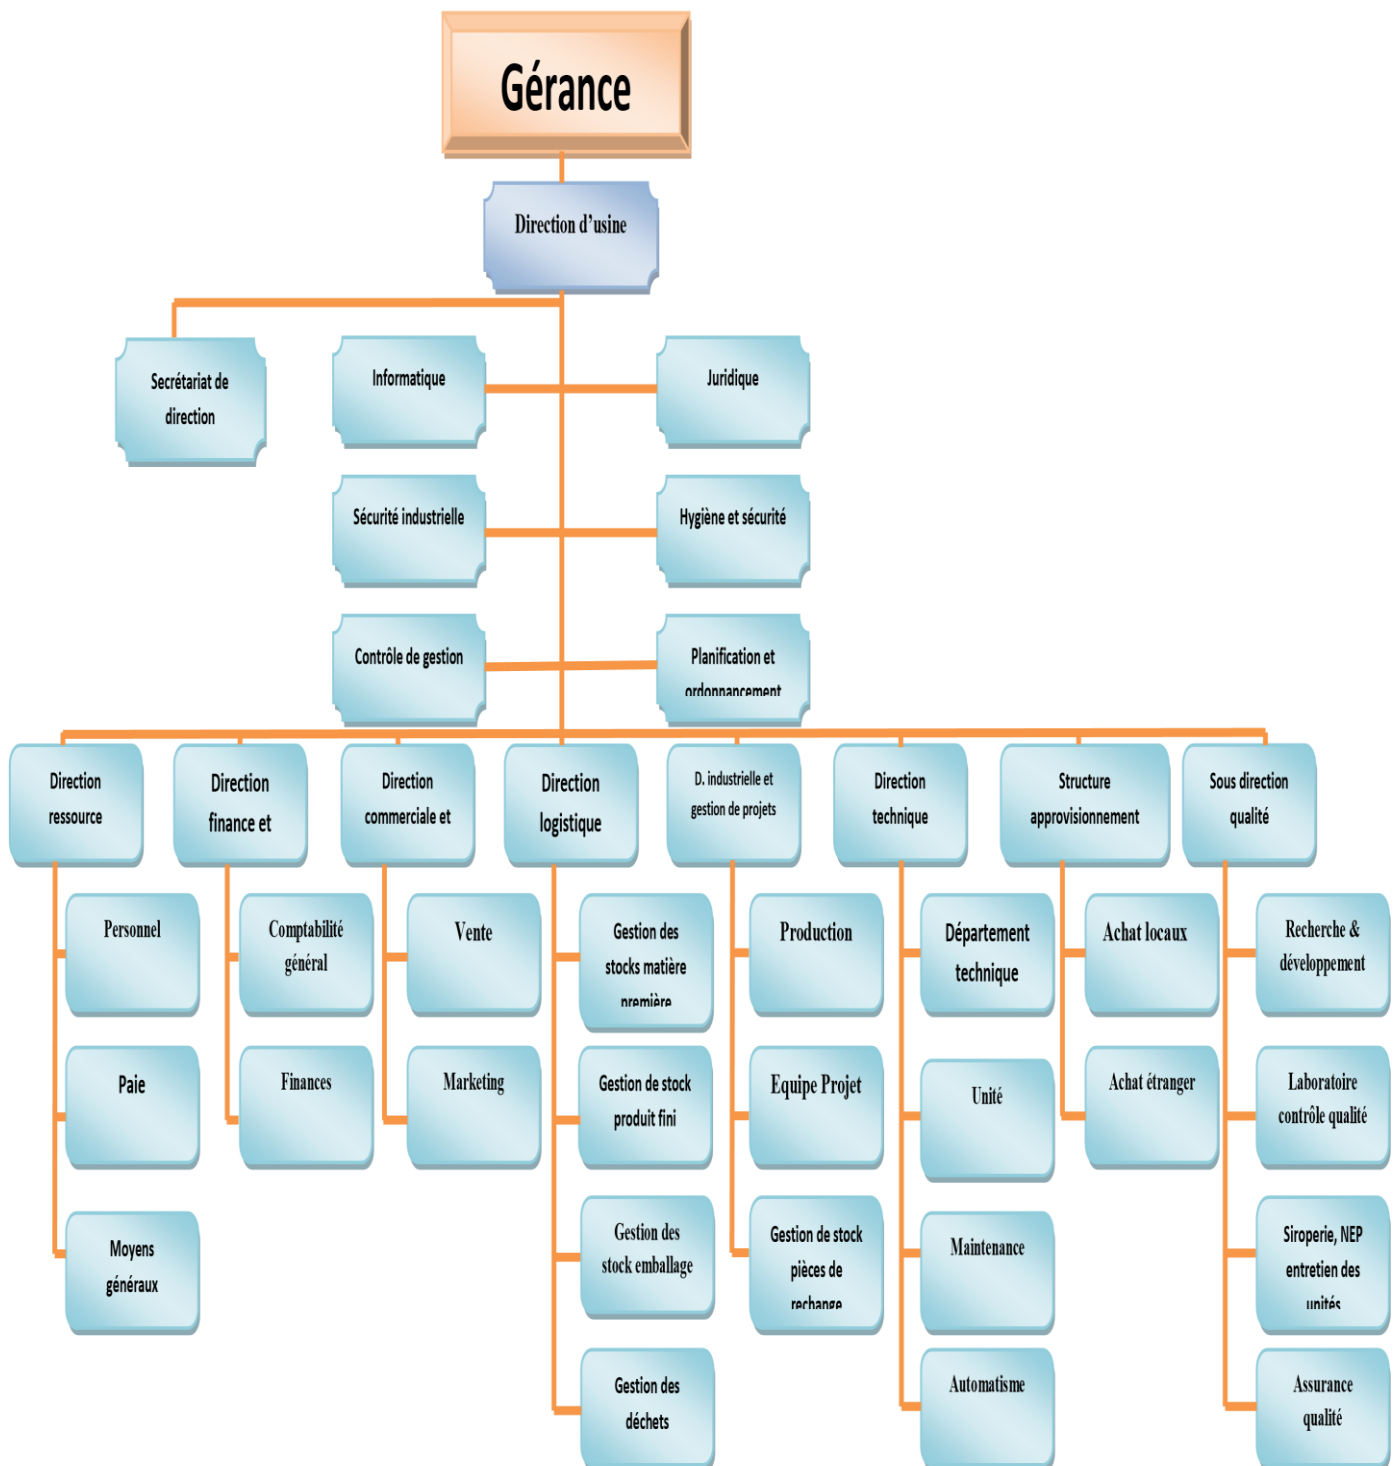 Gérance
Direction d’usine
Secrétariat de
direction
Informatique
Juridique
Sécurité industrielle
Hygiène et sécurité
Contrôle de gestion
Planification et
ordonnancement
Direction
ressource
Direction
finance et
Direction
commerciale et
Direction
logistique
D. industrielle et
gestion de projets
Direction
technique
Structure
approvisionnement
Sous direction
qualité
Personnel
Comptabilité
général
Vente
Gestion des
stocks matière
première
Production
Département
technique
Achat locaux
Recherche &
développement
Paie
Finances
Marketing
Gestion de stock
produit fini
Equipe Projet
Unité
Achat étranger
Laboratoire
contrôle qualité
Moyens
généraux
Gestion des
stock emballage
Gestion de stock
pièces de
rechange
Maintenance
Siroperie, NEP
entretien des
unités
Gestion des
déchets
Automatisme
Assurance
qualité